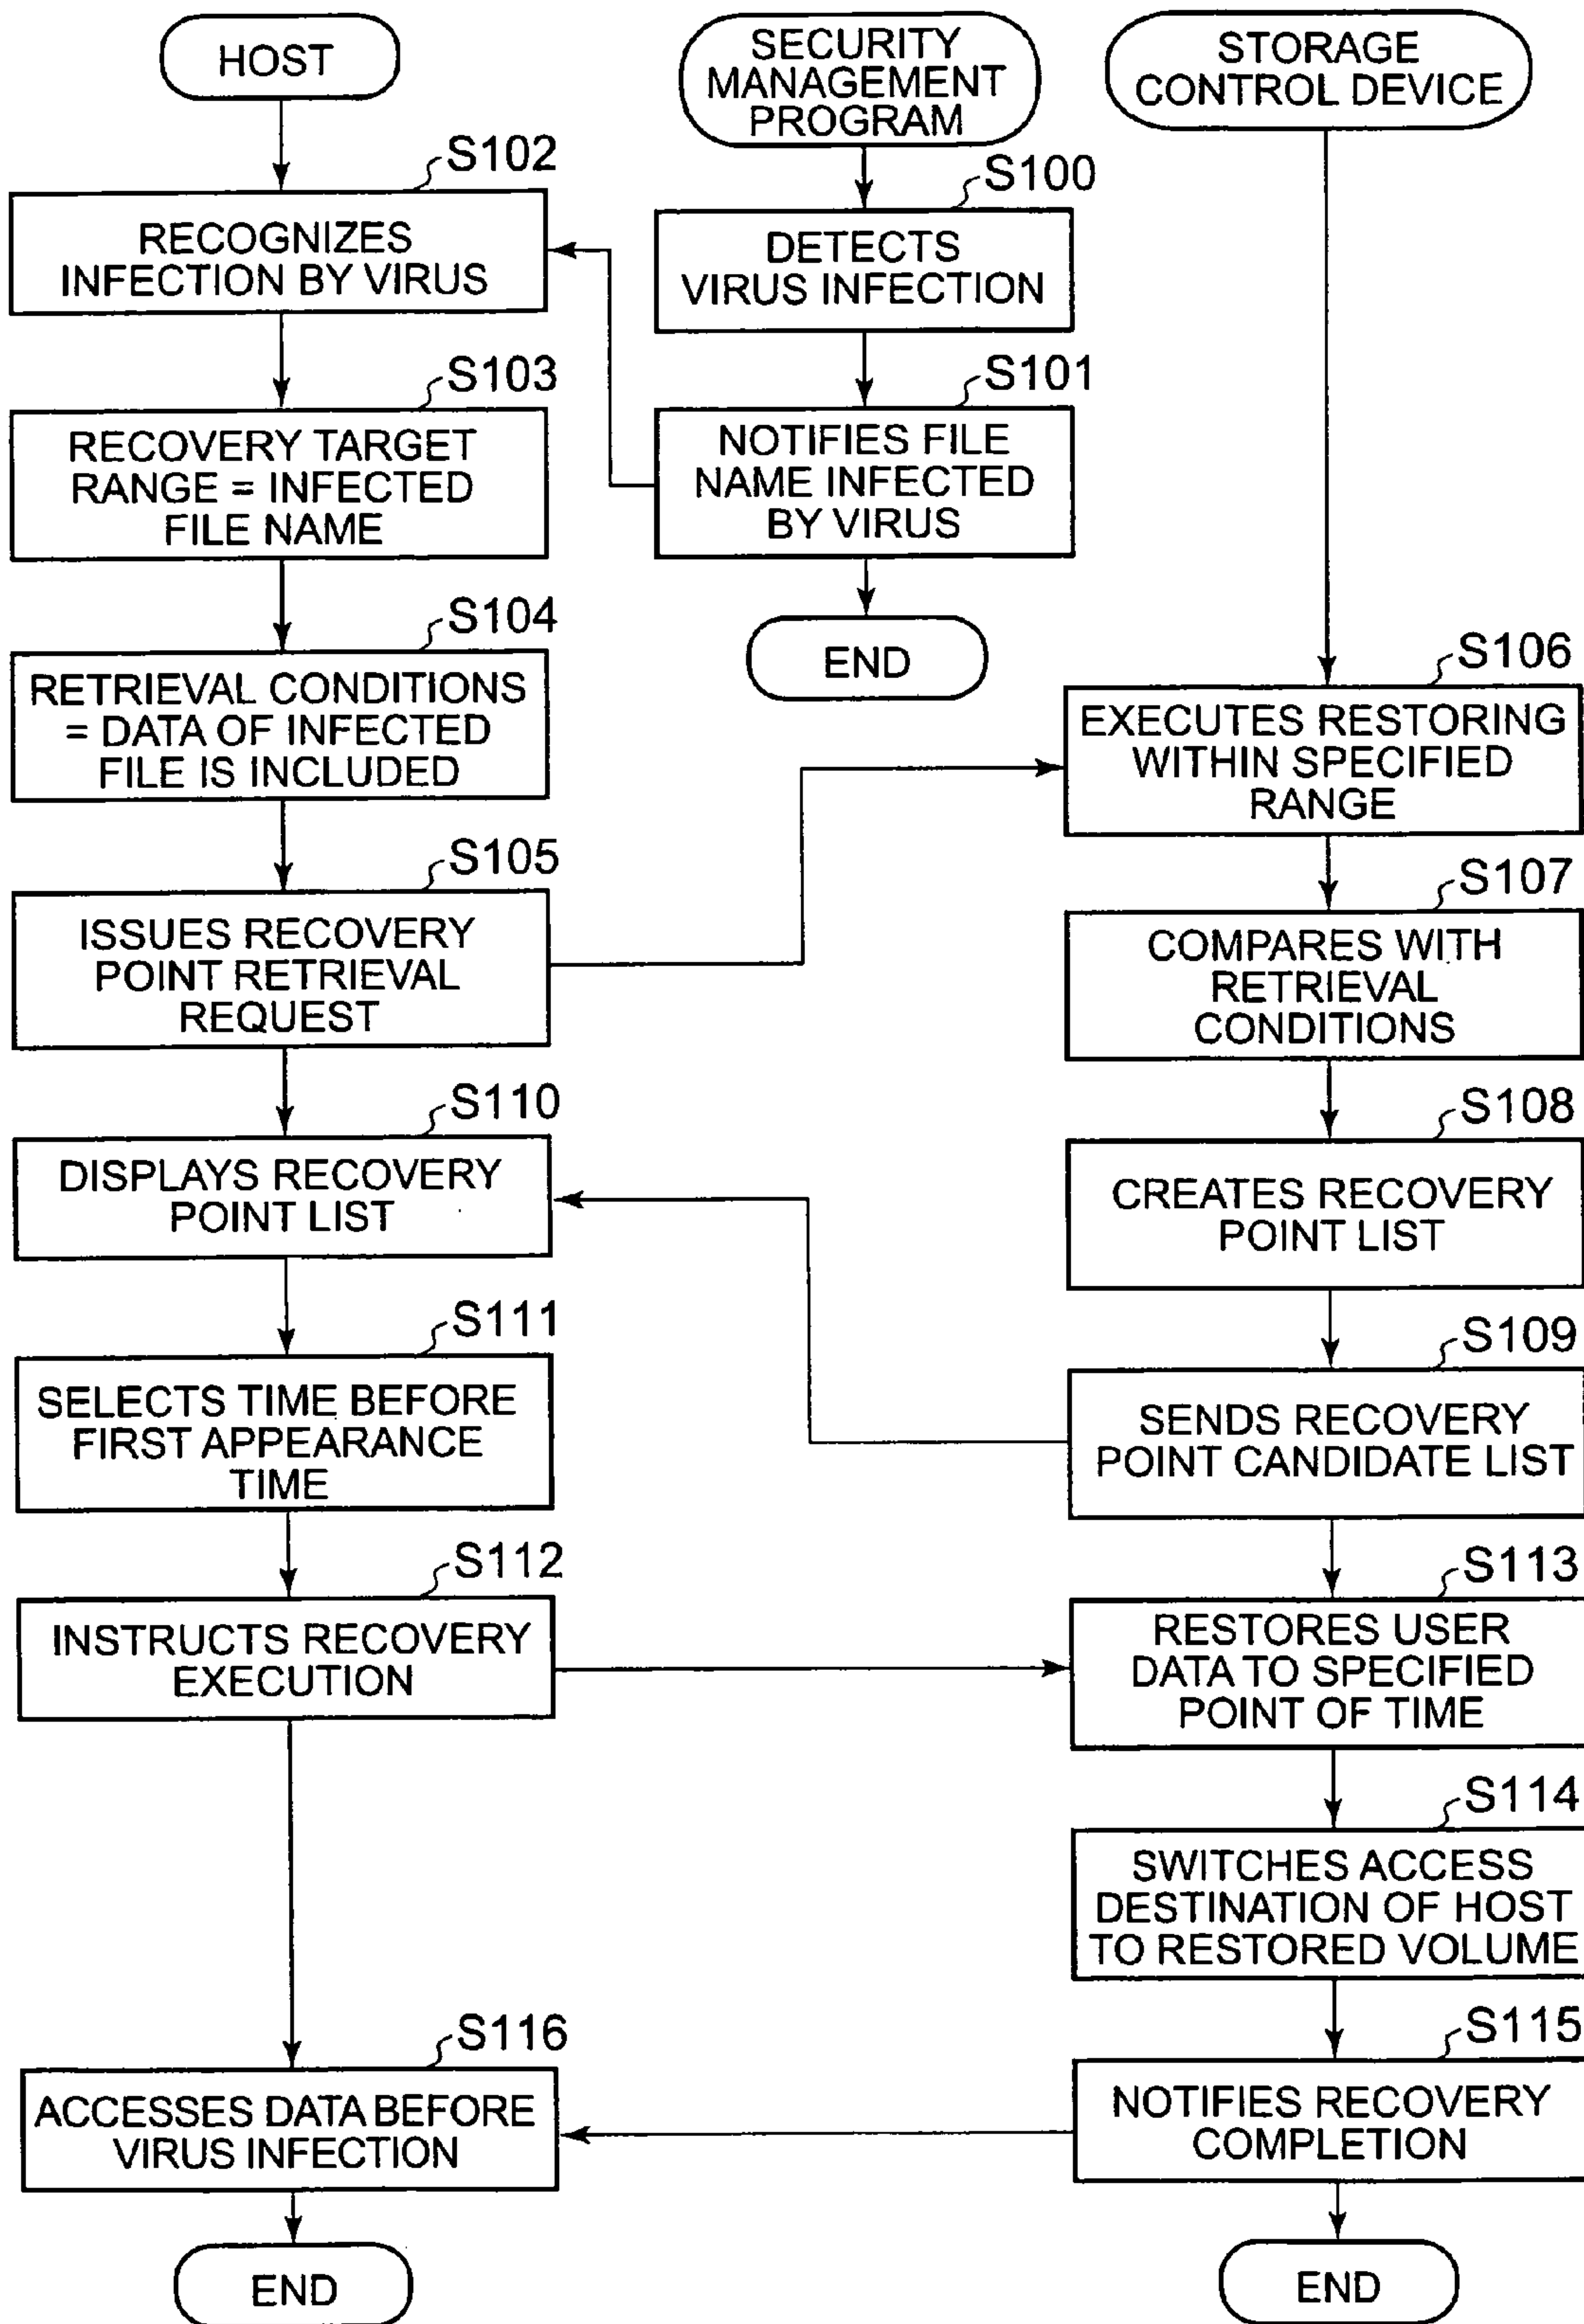 HOST
S102
RECOGNIZES
INFECTION BY VIRUS
S103
RECOVERY TARGET
RANGE = INFECTED
FILE NAME
S104
RETRIEVAL CONDITIONS
= DATA OF INFECTED
FILE IS INCLUDED
S105
ISSUES RECOVERY
POINT RETRIEVAL
REQUEST
S110
DISPLAYS RECOVERY
POINT LIST
S111
SELECTS TIME BEFORE
FIRST APPEARANCE
TIME
S112
INSTRUCTS RECOVERY
EXECUTION
S116
ACCESSES DATA BEFORE
VIRUS INFECTION
END
SECURITY
MANAGEMENT
PROGRAM
S100
DETECTS
VIRUS INFECTION
S101
NOTIFIES FILE
NAME INFECTED
BY VIRUS
END
STORAGE
CONTROL DEVICE
S106
EXECUTES RESTORING
WITHIN SPECIFIED
RANGE
S107
COMPARES WITH
RETRIEVAL
CONDITIONS
S108
CREATES RECOVERY
POINT LIST
S109
SENDS RECOVERY
POINT CANDIDATE LIST
S113
RESTORES USER
DATA TO SPECIFIED
POINT OF TIME
S114
SWITCHES ACCESS
DESTINATION OF HOST
TO RESTORED VOLUME
S115
NOTIFIES RECOVERY
COMPLETION
END